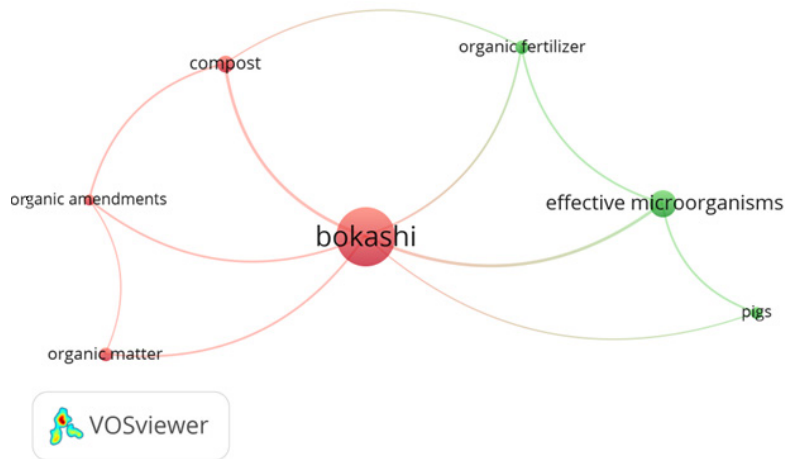 organic fertilizer
compost
organic amendments
effective microorganisms
bokashi
pigs
organic matter
VOSviewer